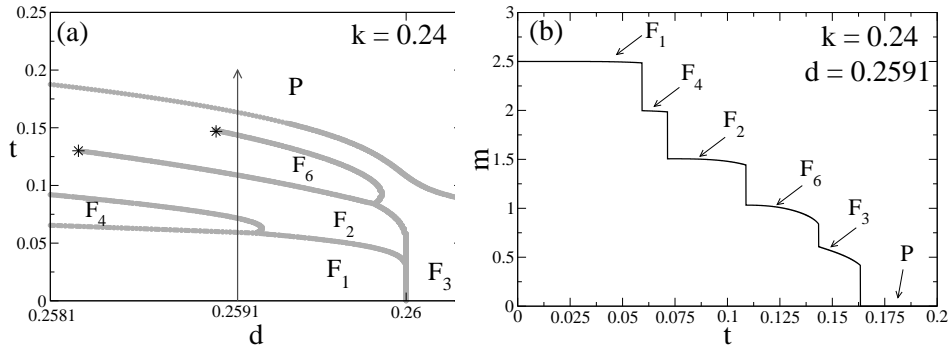 (a)
k = 0.24
P
F6
F4
F2
F1
F3
t
0.25
0.2
0.15
0.1
0.05
0
0.2581
0.2591
0.26
d
(b)
k = 0.24
d = 0.2591
F1
F4
F2
F6
F3
P
m
3
2.5
2
1.5
1
0.5
0
0
0.025
0.05
0.075
0.1
0.125
0.15
0.175
0.2
t